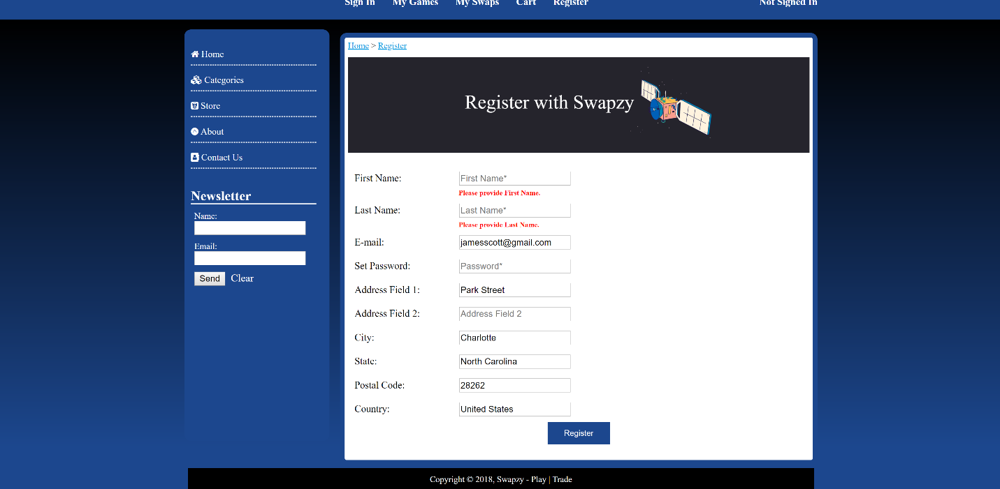 Sign In My Games My Swaps Cart Register Not Signed In
Home
Categories
Store
About
Contact Us
Newsletter
Name:
Email:
Send Clear
Home > Register
Register with Swapzy
First Name: First Name*
Please provide First Name.
Last Name: Last Name*
Please provide Last Name.
E-mail: jamesscott@gmail.com
Set Password: Password*
Address Field 1: Park Street
Address Field 2: Address Field 2
City: Charlotte
State: North Carolina
Postal Code: 28262
Country: United States
Register
Copyright © 2018, Swapzy - Play | Trade